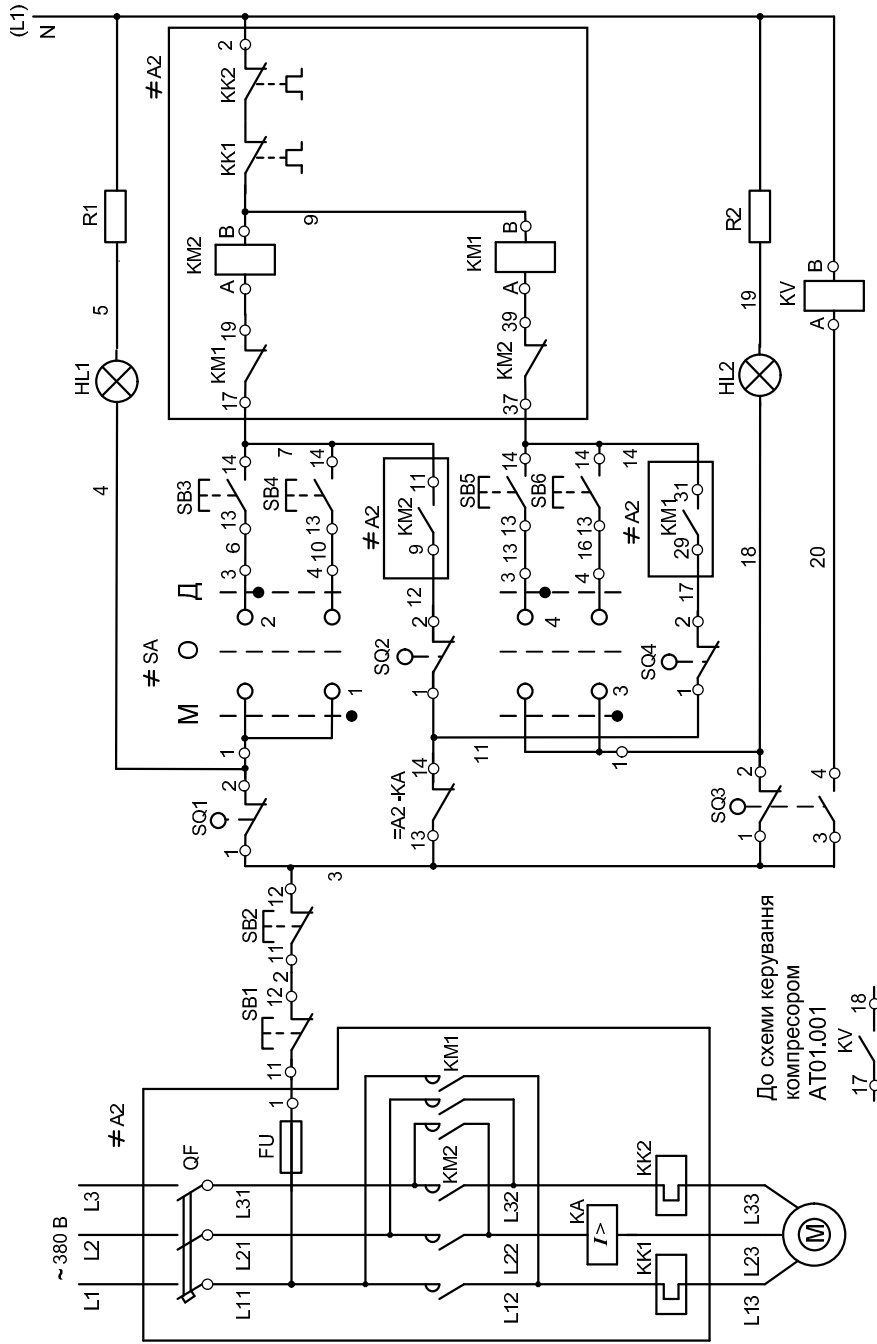 ~ 380 В
L1
L2
L3
≠ A2
QF
L11
L21
L31
FU
1
KM2
KM1
L12
L22
L32
KA
I >
KK1
KK2
L13
L23
L33
M
11
SB1
12
2
11
SB2
12
3
1
SQ1
2
1
4
HL1
5
R1
(L1)
N
≠ SA
М
О
Д
1
2
3
6
13
SB3
14
4
10
13
SB4
14
7
17
KM1
19
A
KM2
B
9
KK1
KK2
2
≠ A2
13
=A2 -KA
14
11
1
SQ2
2
12
≠ A2
9
KM2
11
1
3
4
3
13
13
SB5
14
4
16
13
SB6
14
14
37
KM2
39
A
KM1
B
1
SQ4
2
17
≠ A2
29
KM1
31
1
SQ3
2
3
4
18
HL2
19
R2
20
A
KV
B
До схеми керування
компресором
АТ01.001
17
KV
18